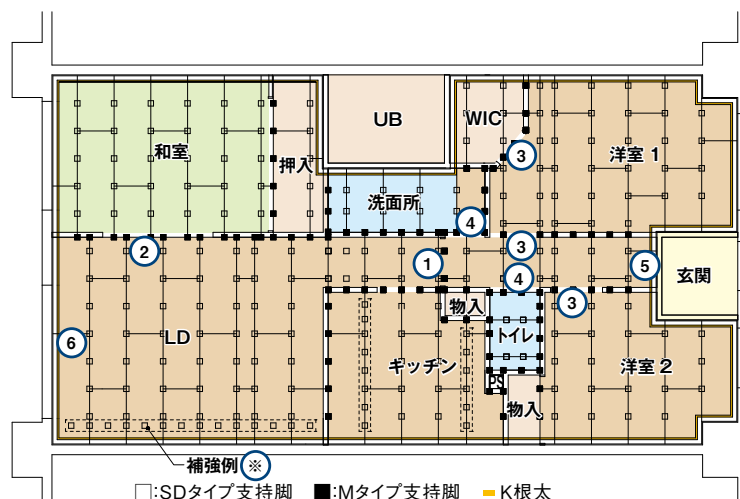 UB
WIC
和室
押入
③
洋室 1
洗面所
④
②
①
③
④
⑤
玄関
③
物入
トイレ
⑥
LD
キッチン
洋室 2
PS
物入
補強例 ※
□:SDタイプ支持脚 ■:Mタイプ支持脚 ━K根太